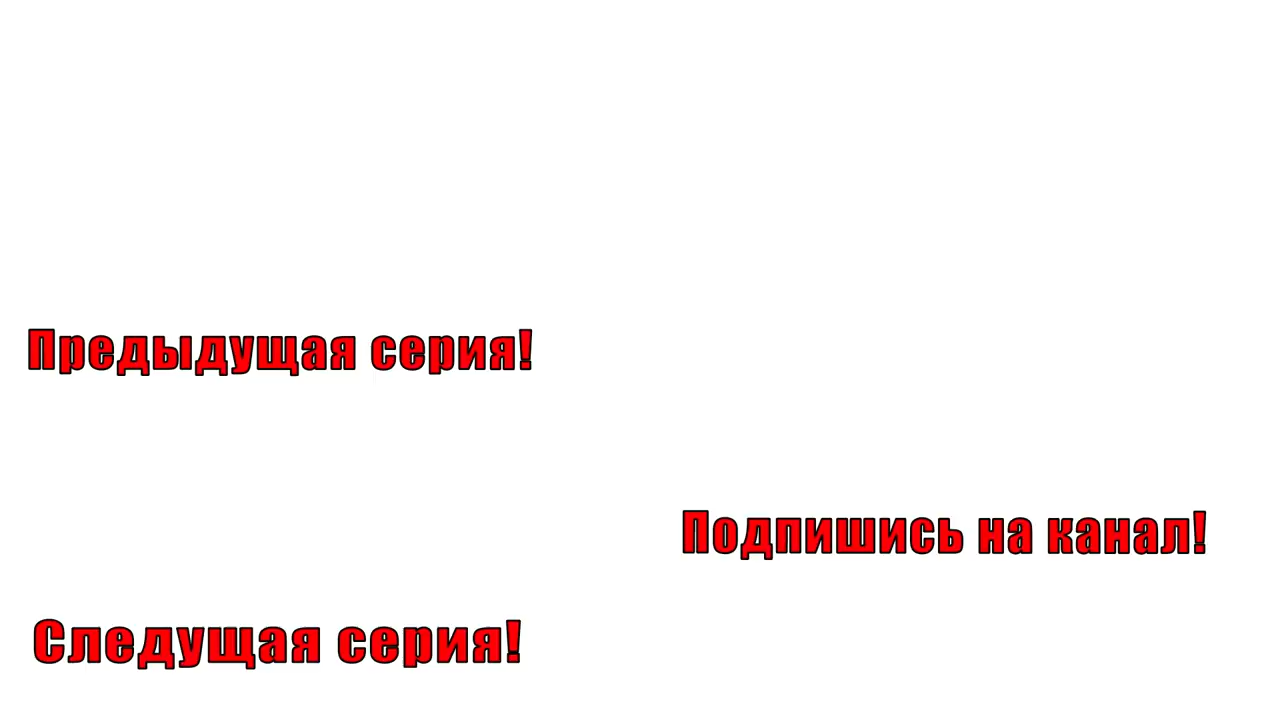 Предыдущая серия!
Подпишись на канал!
Следущая серия!